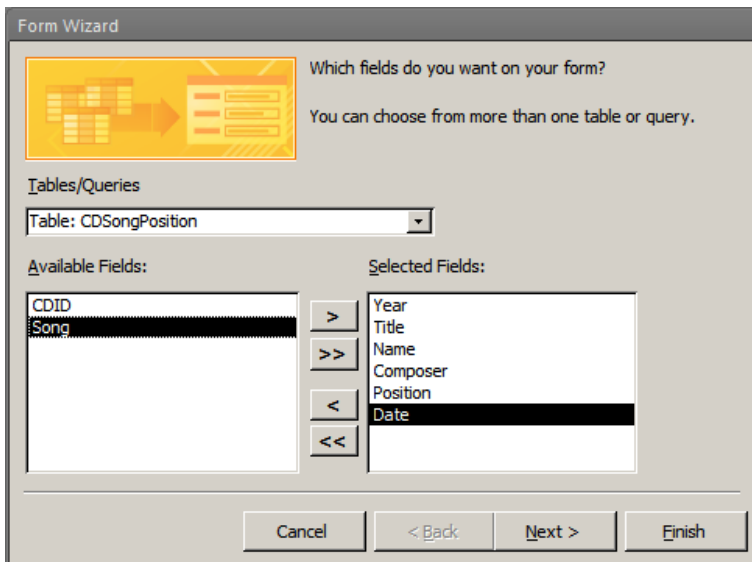 Form Wizard
Which fields do you want on your form?
You can choose from more than one table or query.
Tables/Queries
Table: CDSongPosition
Available Fields:
Selected Fields:
CDID
Song
>
>>
<
<<
Year
Title
Name
Composer
Position
Date
Cancel
< Back
Next >
Finish